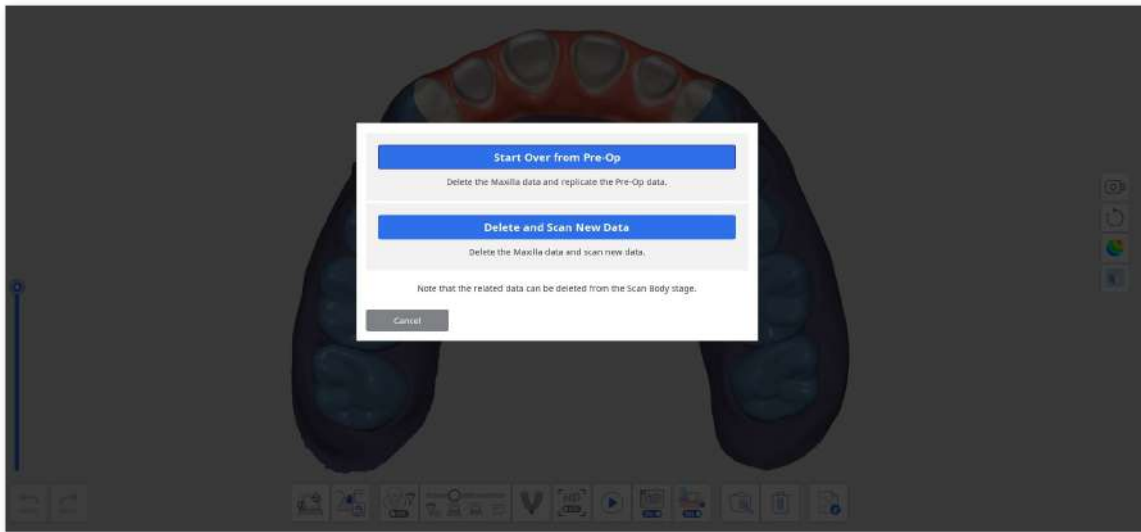 Start Over from Pre-Op
Delete the Maxilla data and replicate the Pre-Op data.
Delete and Scan New Data
Delete the Maxilla data and scan new data.
Note that the related data can be deleted from the Scan Body stage.
Cancel